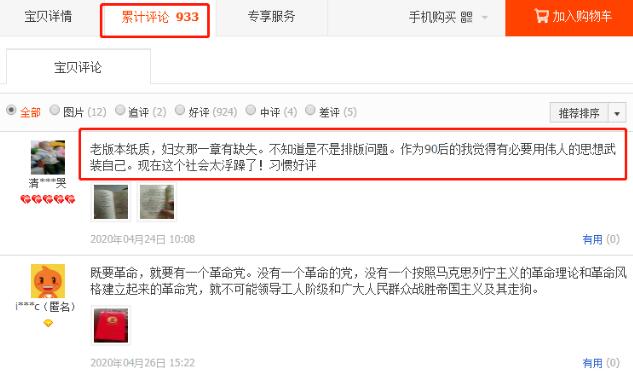 宝贝详情 累计评论 933 专享服务 手机购买 加入购物车
宝贝评论
全部 图片 (12) 追评 (2) 好评 (924) 中评 (4) 差评 (5) 推荐排序
老版本纸质，妇女那一章有缺失。不知道是不是排版问题。作为90后的我觉得有必要用伟人的思想武
装自己。现在这个社会太浮躁了！习惯好评
清***哭
2020年04月24日 10:08 有用 (0)
既要革命，就要有一个革命党。没有一个革命的党，没有一个按照马克思列宁主义的革命理论和革命风
格建立起来的革命党，就不可能领导工人阶级和广大人民群众战胜帝国主义及其走狗。
i***c（匿名）
2020年04月26日 15:22 有用 (0)